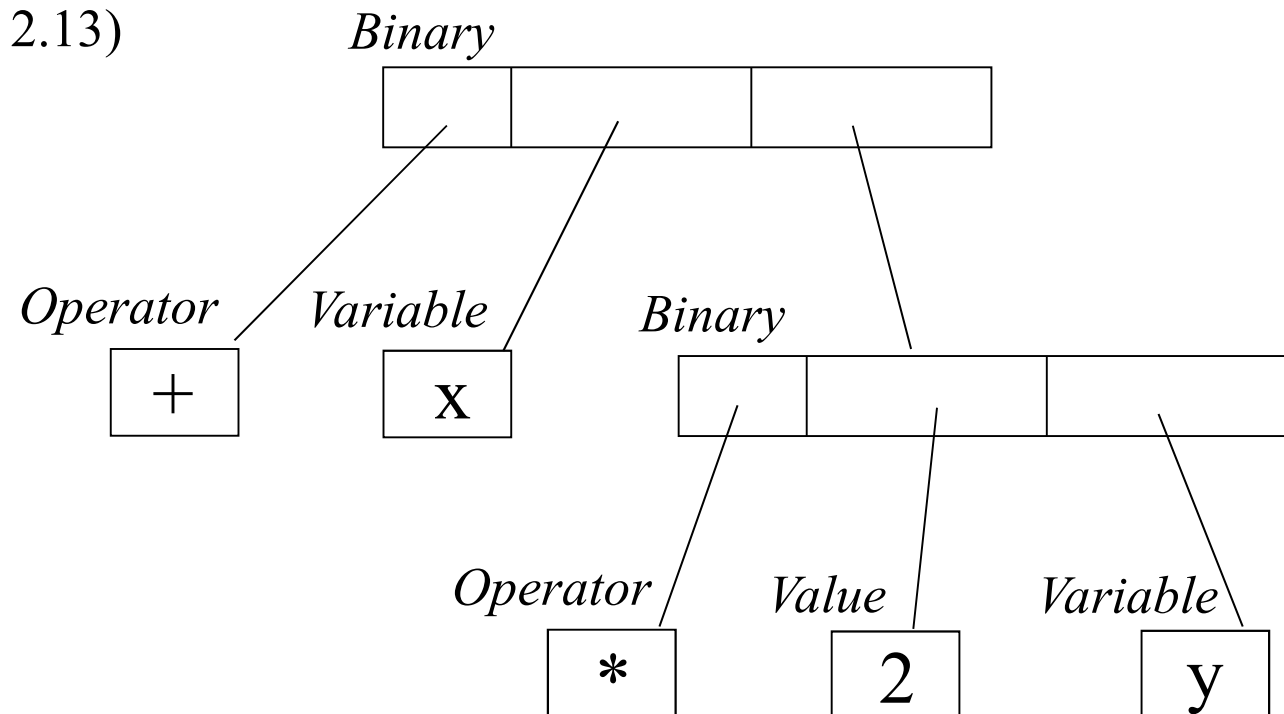 2.13)
Binary
Operator Variable Binary
+ x
Operator Value Variable
* 2 y